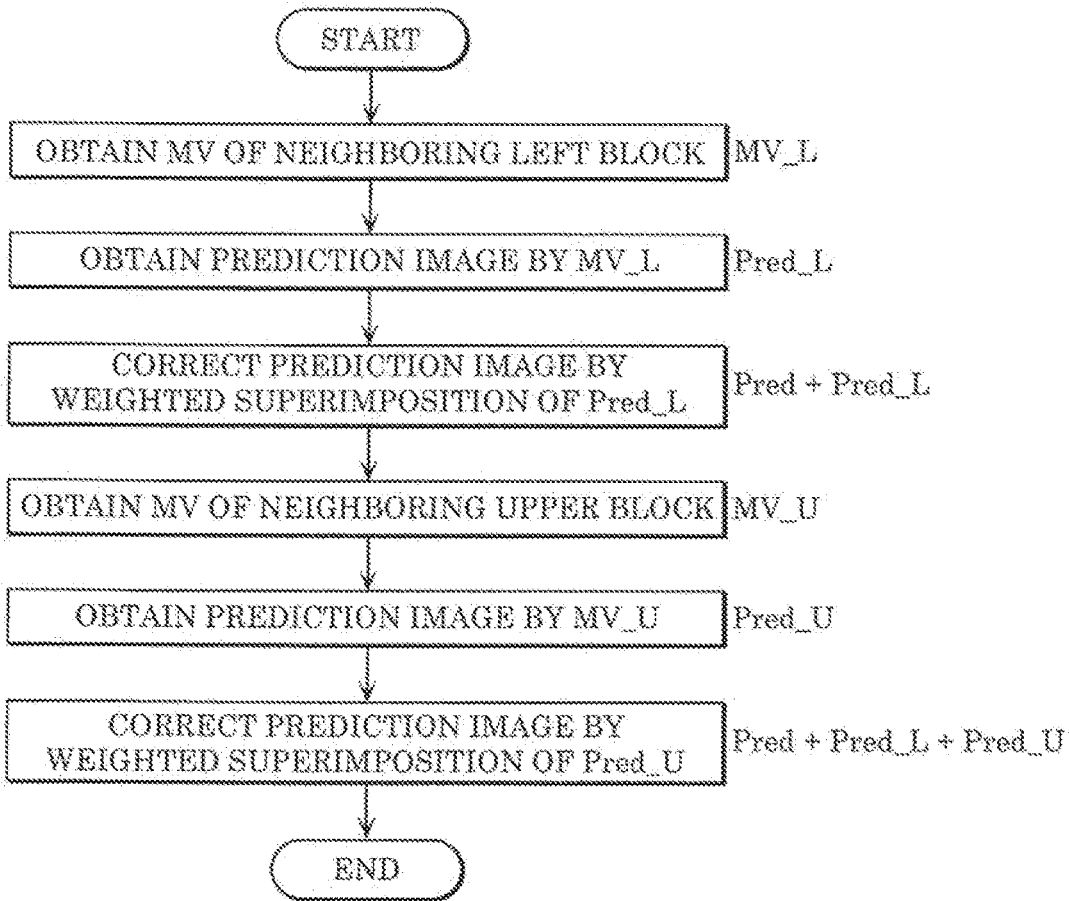 START
OBTAIN MV OF NEIGHBORING LEFT BLOCK MV_L
OBTAIN PREDICTION IMAGE BY MV_L Pred_L
CORRECT PREDICTION IMAGE BY
WEIGHTED SUPERIMPOSITION OF Pred_L
Pred + Pred_L
OBTAIN MV OF NEIGHBORING UPPER BLOCK MV_U
OBTAIN PREDICTION IMAGE BY MV_U Pred_U
CORRECT PREDICTION IMAGE BY
WEIGHTED SUPERIMPOSITION OF Pred_U
Pred + Pred_L + Pred_U
END